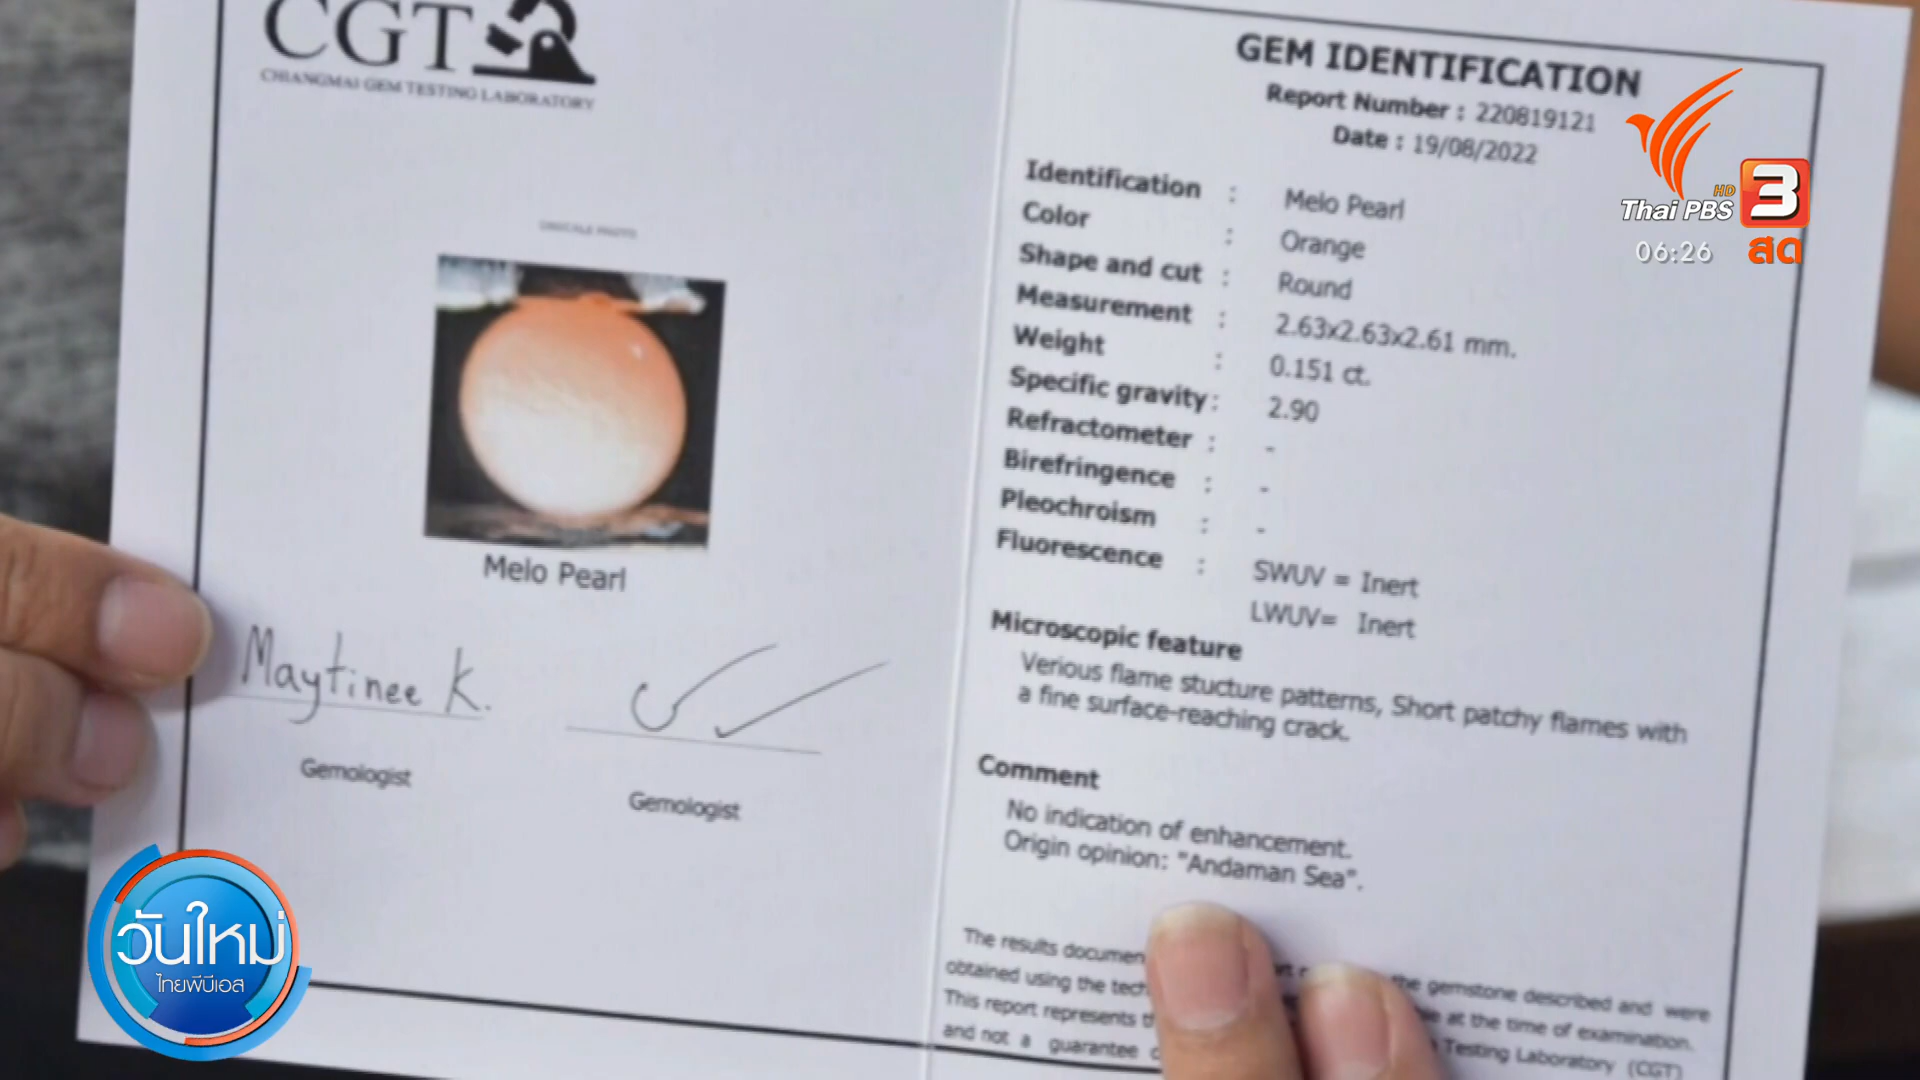 CGT
CHIANGMAI GEM TESTING LABORATORY
Melo Pearl
Maytinee K.
Gemologist
Gemologist
GEM IDENTIFICATION
Report Number : 220819121
Date : 19/08/2022
Identification : Melo Pearl
Color : Orange
Shape and cut : Round
Measurement : 2.63x2.63x2.61 mm.
Weight : 0.151 ct.
Specific gravity : 2.90
Refractometer : -
Birefringence : -
Pleochroism : -
Fluorescence : SWUV = Inert
LWUV= Inert
Microscopic feature
Verious flame stucture patterns, Short patchy flames with
a fine surface-reaching crack.
Comment
No indication of enhancement.
Origin opinion: "Andaman Sea".
The results the gemstone described and were
obtained using the at the time of examination.
This report represents Testing Laboratory (CGT)
and not a guarantee
Thai PBS HD 3
06:26 สด
วันใหม่
ไทยพีบีเอส